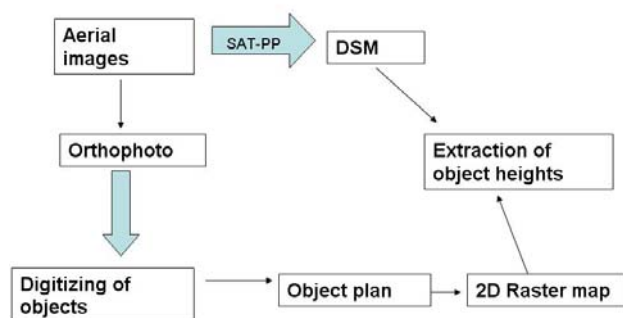 Aerial
images
SAT-PP
DSM
Orthophoto
Extraction of
object heights
Digitizing of
objects
Object plan
2D Raster map